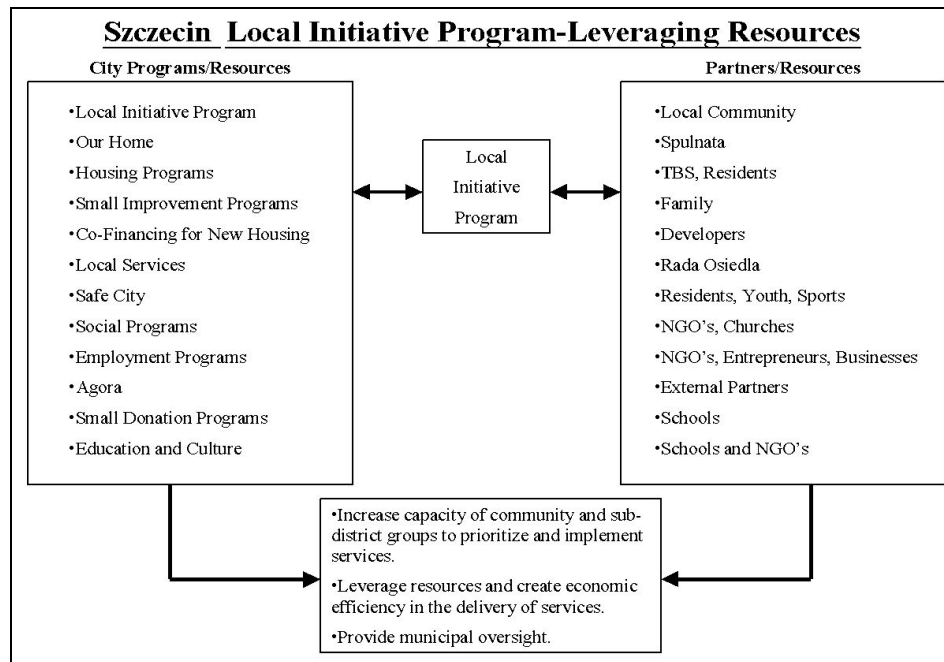 Szczecin Local Initiative Program-Leveraging Resources
City Programs/Resources
•Local Initiative Program
•Our Home
•Housing Programs
•Small Improvement Programs
•Co-Financing for New Housing
•Local Services
•Safe City
•Social Programs
•Employment Programs
•Agora
•Small Donation Programs
•Education and Culture
Local
Initiative
Program
Partners/Resources
•Local Community
•Spulnata
•TBS, Residents
•Family
•Developers
•Rada Osiedla
•Residents, Youth, Sports
•NGO's, Churches
•NGO's, Entrepreneurs, Businesses
•External Partners
•Schools
•Schools and NGO's
•Increase capacity of community and sub-
district groups to prioritize and implement
services.
•Leverage resources and create economic
efficiency in the delivery of services.
•Provide municipal oversight.